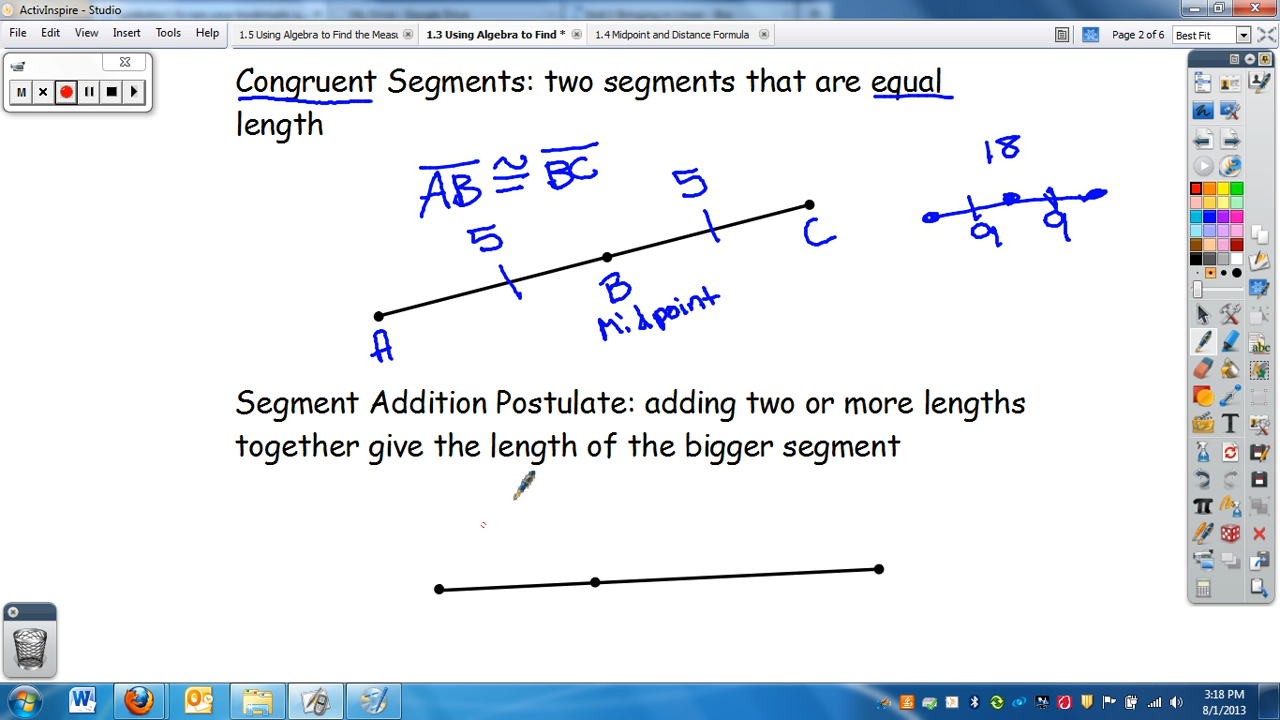 ActivInspire - Studio
File Edit View Insert Tools Help
1.5 Using Algebra to Find the Meası
1.3 Using Algebra to Find *
1.4 Midpoint and Distance Formula
Page 2 of 6
Best Fit
M
Congruent Segments: two segments that are equal
length
AB ≅ BC
18
5
5
9
9
A
B
C
Midpoint
Segment Addition Postulate: adding two or more lengths
together give the length of the bigger segment
abc
T
π
W
3:18 PM
8/1/2013